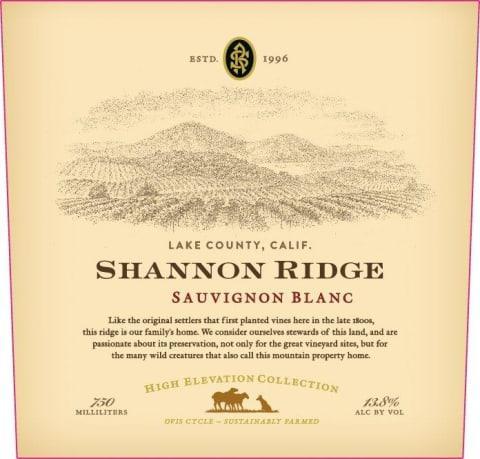 ESTD. 1996
LAKE COUNTY, CALIF.
SHANNON RIDGE
SAUVIGNON BLANC
Like the original settlers that first planted vines here in the late 1800s,
this ridge is our family's home. We consider ourselves stewards of this land, and are
passionate about its preservation, not only for the great vineyard sites, but for
the many wild creatures that also call this mountain property home.
HIGH ELEVATION COLLECTION
750
MILLILITERS
OVIS CYCLE – SUSTAINABLY FARMED
13.8%
ALC BY VOL